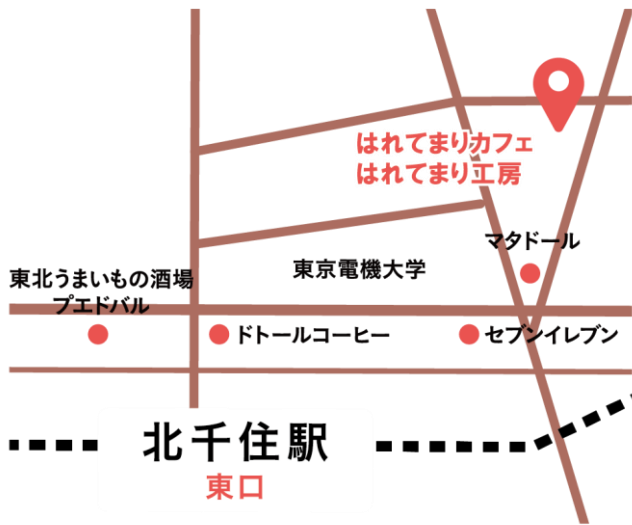 はれてまりカフェ
はれてまり工房
マタドール
東京電機大学
東北うまいもの酒場
プエドバル
ドトールコーヒー
セブンイレブン
北千住駅
東口